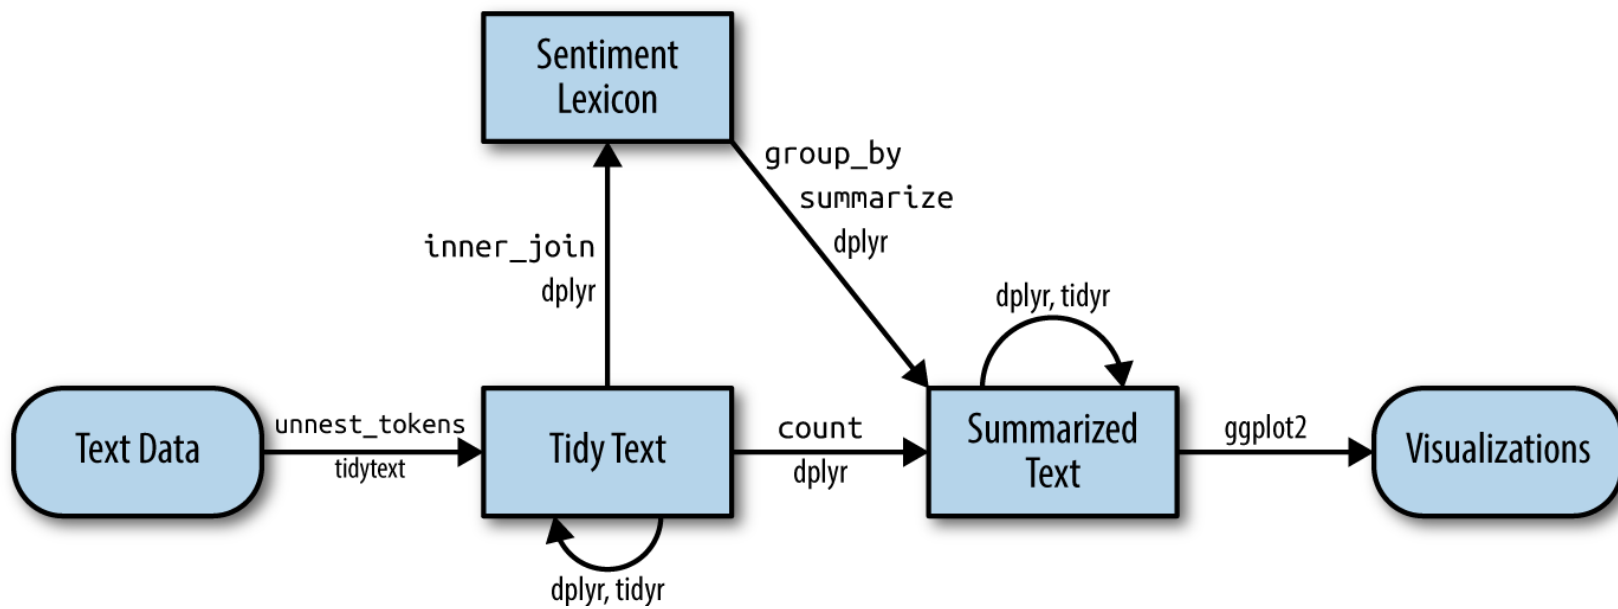 Sentiment
Lexicon
group_by
summarize
dplyr
inner_join
dplyr
dplyr, tidyr
Text Data
unnest_tokens
tidytext
Tidy Text
count
dplyr
Summarized
Text
ggplot2
Visualizations
dplyr, tidyr